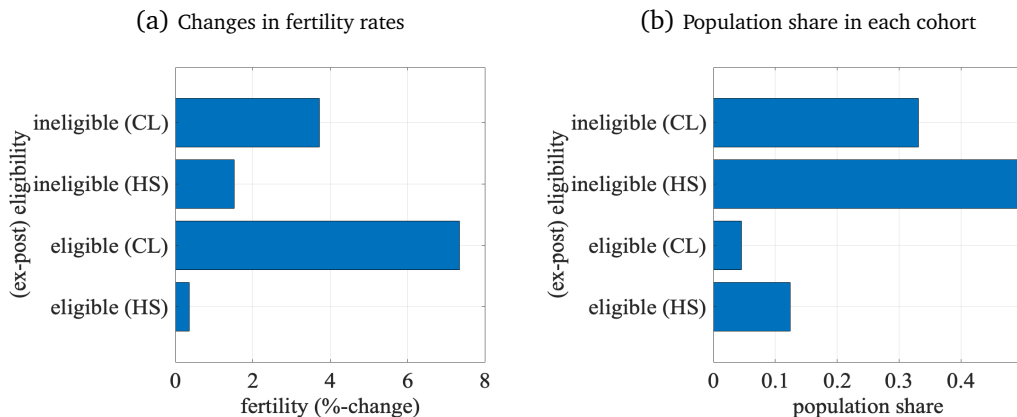 (a) Changes in fertility rates
(ex-post) eligibility
ineligible (CL)
ineligible (HS)
eligible (CL)
eligible (HS)
0 2 4 6 8
fertility (%-change)
(b) Population share in each cohort
(ex-post) eligibility
ineligible (CL)
ineligible (HS)
eligible (CL)
eligible (HS)
0 0.1 0.2 0.3 0.4
population share